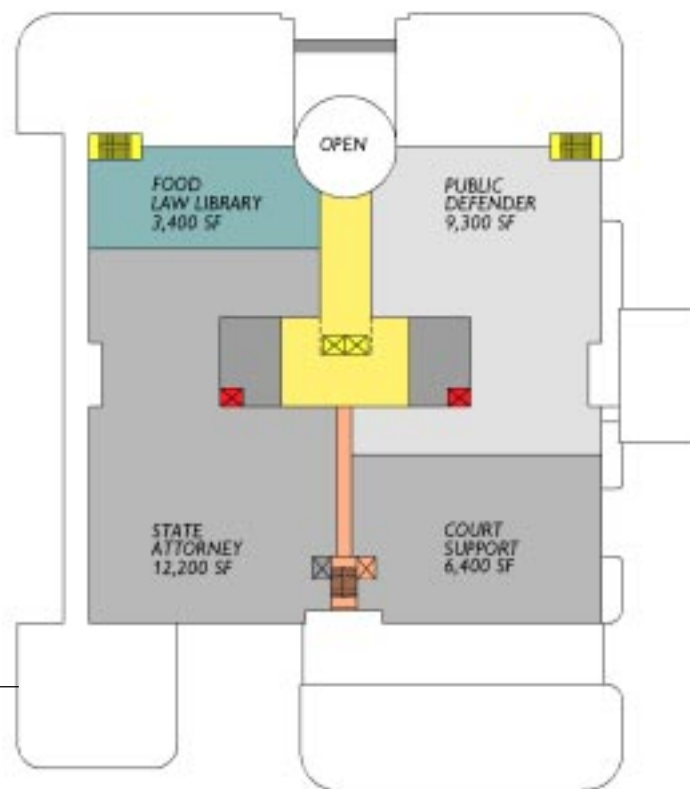 OPEN
FOOD
LAW LIBRARY
3,400 SF
PUBLIC
DEFENDER
9,300 SF
STATE
ATTORNEY
12,200 SF
COURT
SUPPORT
6,400 SF